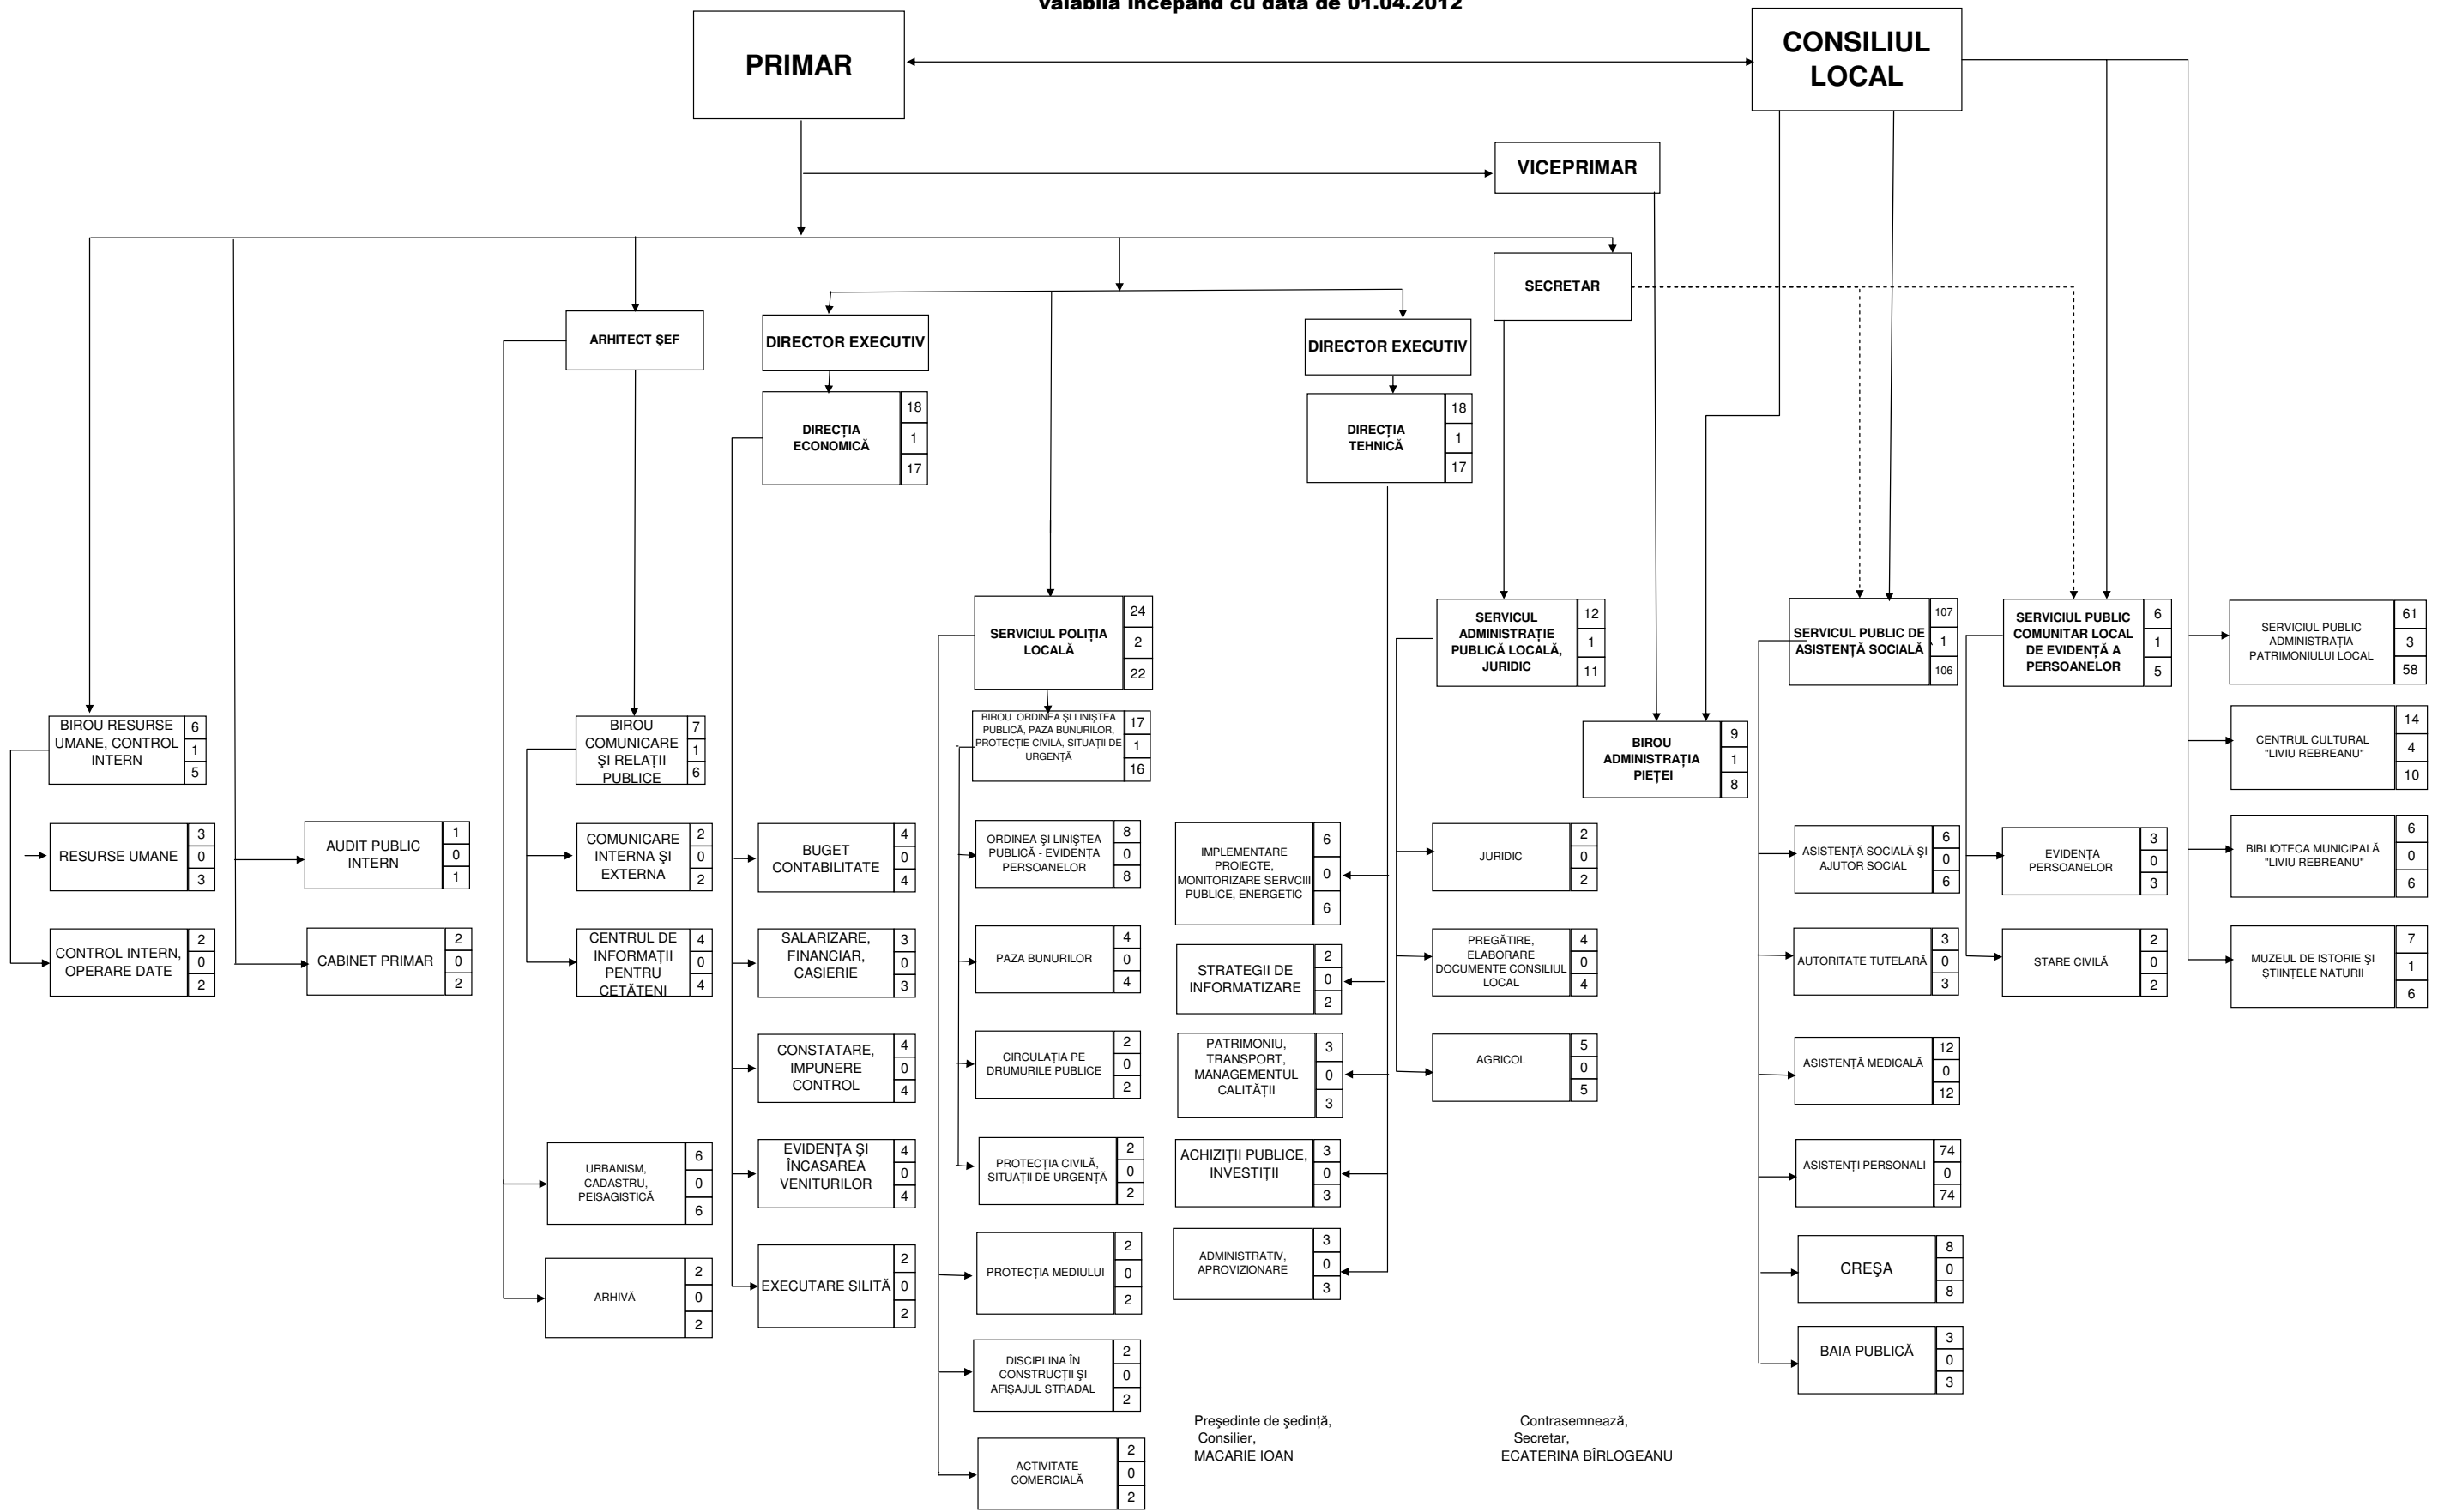 valabilă începând cu data de 01.04.2012
PRIMAR
CONSILIUL
LOCAL
VICEPRIMAR
SECRETAR
ARHITECT ŞEF
DIRECTOR EXECUTIV
DIRECTOR EXECUTIV
DIRECŢIA
ECONOMICĂ
18
1
17
DIRECŢIA
TEHNICĂ
18
1
17
SERVICIUL POLIŢIA
LOCALĂ
24
2
22
SERVICUL
ADMINISTRAŢIE
PUBLICĂ LOCALĂ,
JURIDIC
12
1
11
SERVICUL PUBLIC DE
ASISTENŢĂ SOCIALĂ
107
1
106
SERVICIUL PUBLIC
COMUNITAR LOCAL
DE EVIDENŢĂ A
PERSOANELOR
6
1
5
SERVICIUL PUBLIC
ADMINISTRAŢIA
PATRIMONIULUI LOCAL
61
3
58
BIROU RESURSE
UMANE, CONTROL
INTERN
6
1
5
BIROU
COMUNICARE
ŞI RELAŢII
PUBLICE
7
1
6
BIROU ORDINEA ŞI LINIŞTEA
PUBLICĂ, PAZA BUNURILOR,
PROTECŢIE CIVILĂ, SITUAŢII DE
URGENŢĂ
17
1
16
BIROU
ADMINISTRAŢIA
PIEŢEI
9
1
8
CENTRUL CULTURAL
"LIVIU REBREANU"
14
4
10
RESURSE UMANE
3
0
3
AUDIT PUBLIC
INTERN
1
0
1
COMUNICARE
INTERNA ŞI
EXTERNA
2
0
2
BUGET
CONTABILITATE
4
0
4
ORDINEA ŞI LINIŞTEA
PUBLICĂ - EVIDENŢA
PERSOANELOR
8
0
8
IMPLEMENTARE
PROIECTE,
MONITORIZARE SERVCIII
PUBLICE, ENERGETIC
6
0
6
JURIDIC
2
0
2
ASISTENŢĂ SOCIALĂ ŞI
AJUTOR SOCIAL
6
0
6
EVIDENŢA
PERSOANELOR
3
0
3
BIBLIOTECA MUNICIPALĂ
"LIVIU REBREANU"
6
0
6
CONTROL INTERN,
OPERARE DATE
2
0
2
CABINET PRIMAR
2
0
2
CENTRUL DE
INFORMAŢII
PENTRU
CETĂTENI
4
0
4
SALARIZARE,
FINANCIAR,
CASIERIE
3
0
3
PAZA BUNURILOR
4
0
4
STRATEGII DE
INFORMATIZARE
2
0
2
PREGĂTIRE,
ELABORARE
DOCUMENTE CONSILIUL
LOCAL
4
0
4
AUTORITATE TUTELARĂ
3
0
3
STARE CIVILĂ
2
0
2
MUZEUL DE ISTORIE ŞI
ŞTIINŢELE NATURII
7
1
6
CONSTATARE,
IMPUNERE
CONTROL
4
0
4
CIRCULAŢIA PE
DRUMURILE PUBLICE
2
0
2
PATRIMONIU,
TRANSPORT,
MANAGEMENTUL
CALITĂŢII
3
0
3
AGRICOL
5
0
5
ASISTENŢĂ MEDICALĂ
12
0
12
URBANISM,
CADASTRU,
PEISAGISTICĂ
6
0
6
EVIDENŢA ŞI
ÎNCASAREA
VENITURILOR
4
0
4
PROTECŢIA CIVILĂ,
SITUAŢII DE URGENŢĂ
2
0
2
ACHIZIŢII PUBLICE,
INVESTIŢII
3
0
3
ASISTENŢI PERSONALI
74
0
74
ARHIVĂ
2
0
2
EXECUTARE SILITĂ
2
0
2
PROTECŢIA MEDIULUI
2
0
2
ADMINISTRATIV,
APROVIZIONARE
3
0
3
CREŞA
8
0
8
DISCIPLINA ÎN
CONSTRUCŢII ŞI
AFIŞAJUL STRADAL
2
0
2
BAIA PUBLICĂ
3
0
3
ACTIVITATE
COMERCIALĂ
2
0
2
Preşedinte de şedinţă,
Consilier,
MACARIE IOAN
Contrasemnează,
Secretar,
ECATERINA BÎRLOGEANU